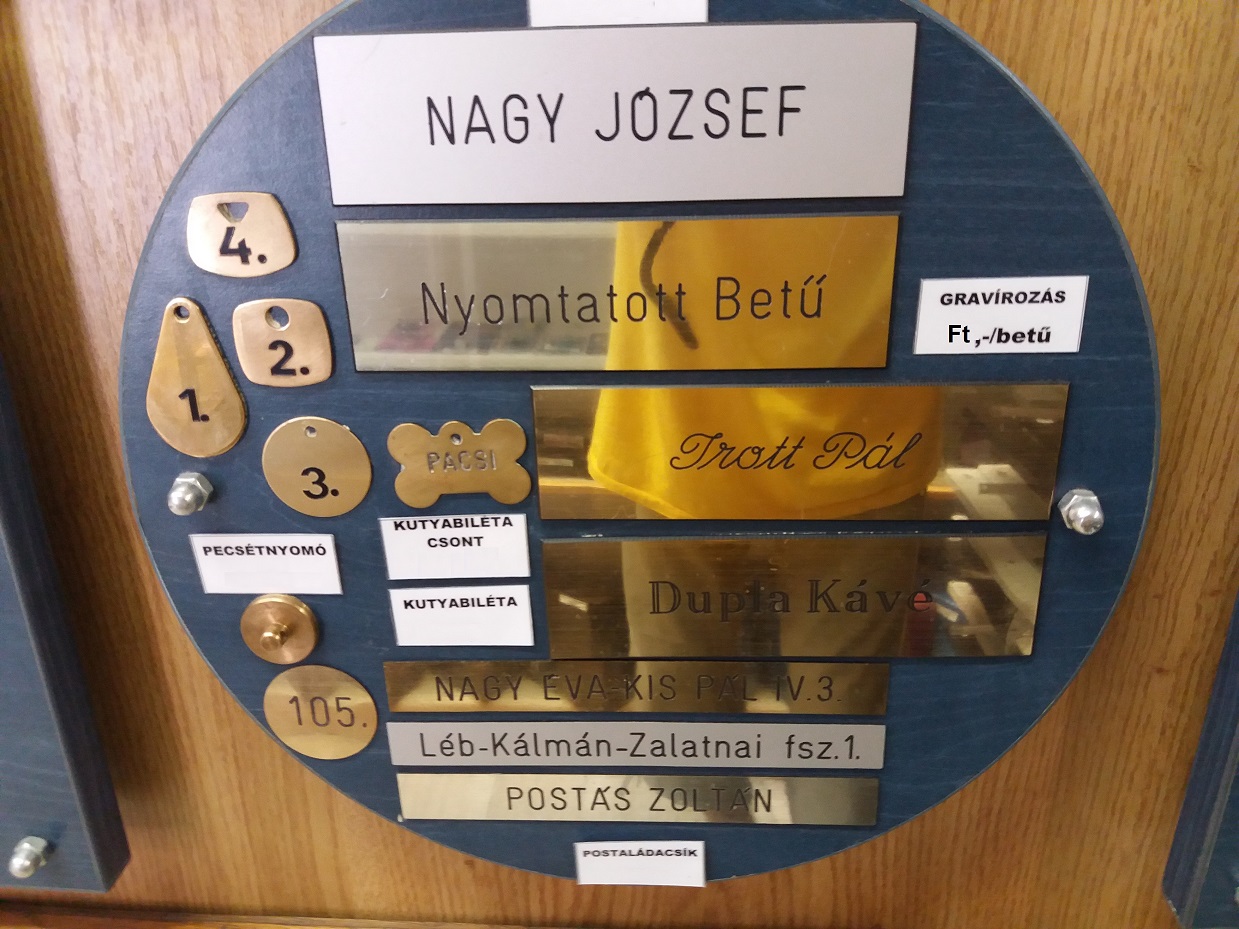 NAGY JÓZSEF
4.
Nyomtatott Betű
GRAVÍROZÁS
Ft,-/betű
2.
1.
3.
PACSI
Trott Pál
KUTYABILÉTA
CSONT
PECSÉTNYOMÓ
KUTYABILÉTA
Dupla Kávé
NAGY ÉVA-KIS PÁL IV.3.
105.
Léb-Kálmán-Zalatnai fsz.1.
POSTÁS ZOLTÁN
POSTALÁDACSÍK